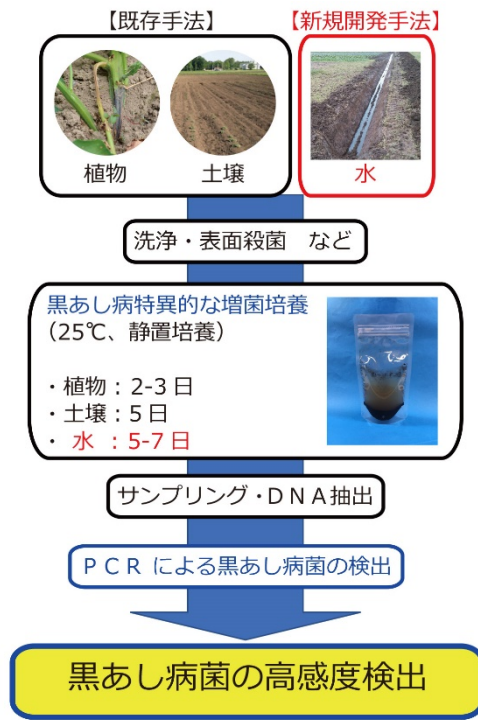 【既存手法】
【新規開発手法】
植物
土壌
水
洗浄・表面殺菌 など
黒あし病特異的な増菌培養
(25℃、静置培養)
・植物:2-3日
・土壌:5日
・ 水 :5-7日
サンプリング・DNA抽出
PCRによる黒あし病菌の検出
黒あし病菌の高感度検出